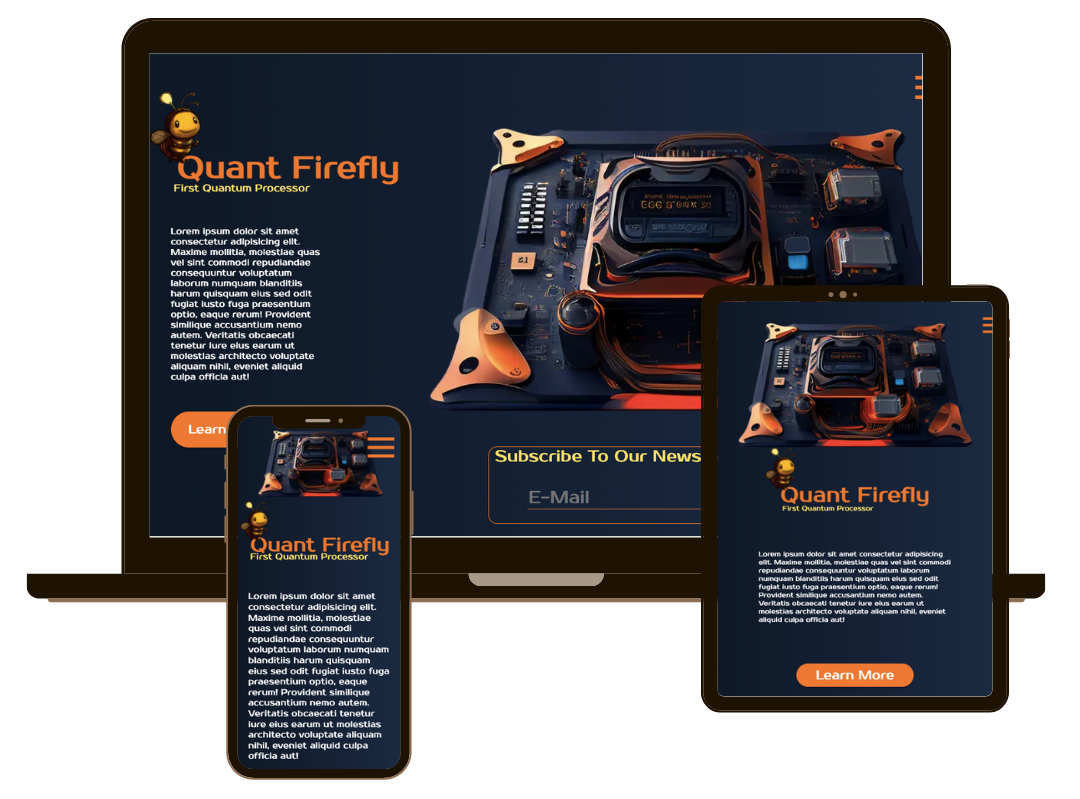 Quant Firefly
First Quantum Processor
Lorem ipsum dolor sit amet
consectetur adipisicing elit.
Maxime mollitia, molestiae quas
vel sint commodi repudiandae
consequuntur voluptatum
laborum numquam blanditiis
harum quisquam eius sed odit
fugiat iusto fuga praesentium
optio, eaque rerum! Provident
similique accusantium nemo
autem. Veritatis obcaecati
tenetur iure eius earum ut
molestias architecto voluptate
aliquam nihil, eveniet aliquid
culpa officia aut!
Learn
Subscribe To Our News
E-Mail
Quant Firefly
First Quantum Processor
Lorem ipsum dolor sit amet
consectetur adipisicing elit.
Maxime mollitia, molestiae
quas vel sint commodi
repudiandae consequuntur
voluptatum laborum numquam
blanditiis harum quisquam
eius sed odit fugiat iusto fuga
praesentium optio, eaque
rerum! Provident similique
accusantium nemo autem.
Veritatis obcaecati tenetur
iure eius earum ut molestias
architecto voluptate aliquam
nihil, eveniet aliquid culpa
officia aut!
Quant Firefly
First Quantum Processor
Lorem ipsum dolor sit amet consectetur adipisicing
elit. Maxime mollitia, molestiae quas vel sint commodi
repudiandae consequuntur voluptatum laborum
numquam blanditiis harum quisquam eius sed odit
fugiat iusto fuga praesentium optio, eaque rerum!
Provident similique accusantium nemo autem.
Veritatis obcaecati tenetur iure eius earum ut
molestias architecto voluptate aliquam nihil, eveniet
aliquid culpa officia aut!
Learn More